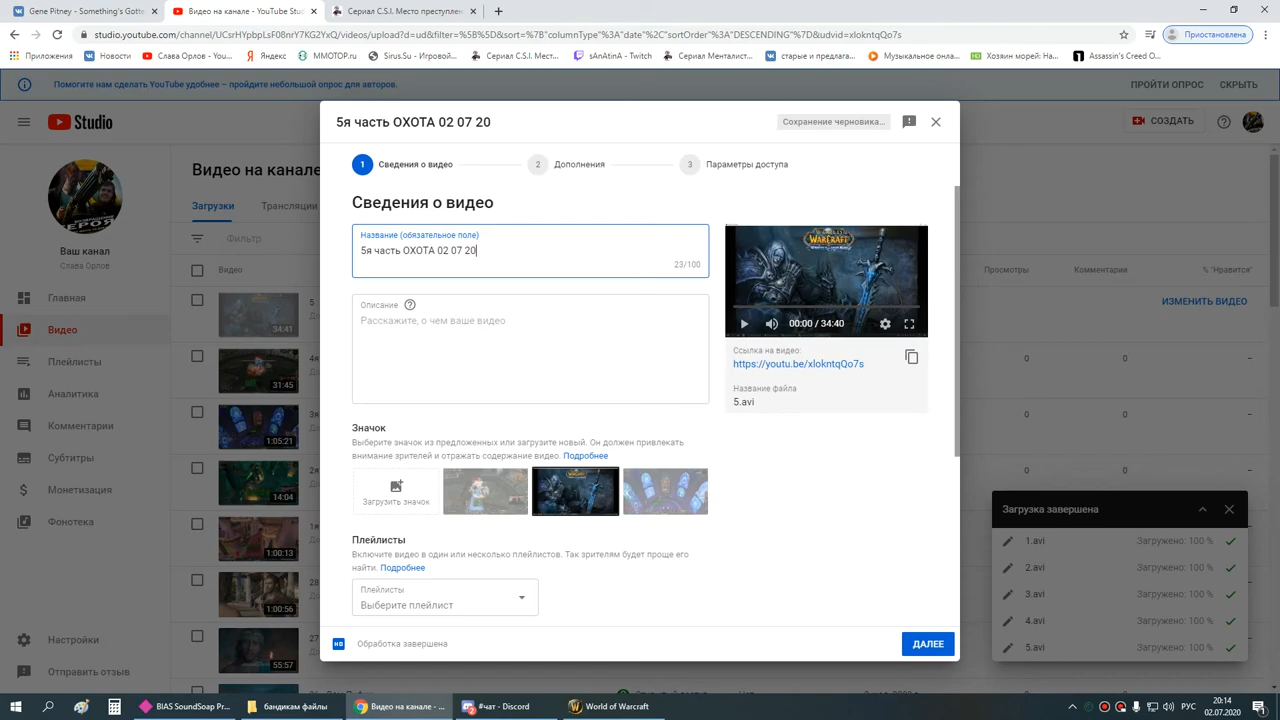 Gene Pitney - Something's Gott
Видео на канале - YouTube Stu
Сериал C.S.I. Место преступлен
studio.youtube.com/channel/UCsrHYpbpLsF08nrY7KG2YxQ/videos/upload?d=ud&filter=%5B%5D&sort=%7B"columnType"%3A"date"%2C"sortOrder"%3A"DESCENDING"%7D&udvid=xlokntqQo7s
Приостановлена
Приложения
Новости
Слава Орлов - You...
Яндекс
MMOTOP.ru
Sirus.Su - Игровой...
Сериал C.S.I. Мест...
sAnAtinA - Twitch
Сериал Менталист...
старые и предлага...
Музыкальное онла...
Хозяин морей: На...
Assassin's Creed O...
Помогите нам сделать YouTube удобнее – пройдите небольшой опрос для авторов.
ПРОЙТИ ОПРОС
СКРЫТЬ
Studio
5я часть ОХОТА 02 07 20
Сохранение черновика...
СОЗДАТЬ
1 Сведения о видео
2 Дополнения
3 Параметры доступа
Видео на канале
Загрузки
Трансляции
Фильтр
Ваш канал
Слава Орлов
Видео
Просмотры
Комментарии
% "Нравится"
ИЗМЕНИТЬ ВИДЕО
Главная
Видео
Плейлисты
Аналитика
Комментарии
Субтитры
Монетизация
Фонотека
Настройки
Отправить отзыв
34:41
31:45
1:05:21
14:04
1:00:13
1:00:56
55:57
Сведения о видео
Название (обязательное поле)
5я часть ОХОТА 02 07 20
23/100
Описание
Расскажите, о чем ваше видео
WARCRAFT
00:00 / 34:40
Ссылка на видео:
https://youtu.be/xlokntqQo7s
Название файла
5.avi
Значок
Выберите значок из предложенных или загрузите новый. Он должен привлекать
внимание зрителей и отражать содержание видео. Подробнее
Загрузить значок
Плейлисты
Включите видео в один или несколько плейлистов. Так зрителям будет проще его
найти. Подробнее
Плейлисты
Выберите плейлист
Обработка завершена
ДАЛЕЕ
0 0 –
0 0 –
0 0 –
Загрузка завершена
1.avi Загружено: 100 %
2.avi Загружено: 100 %
3.avi Загружено: 100 %
4.avi Загружено: 100 %
5.avi Загружено: 100 %
BIAS SoundSoap Pr...
бандикам файлы
Видео на канале - ...
#чат - Discord
World of Warcraft
РУС
20:14
02.07.2020